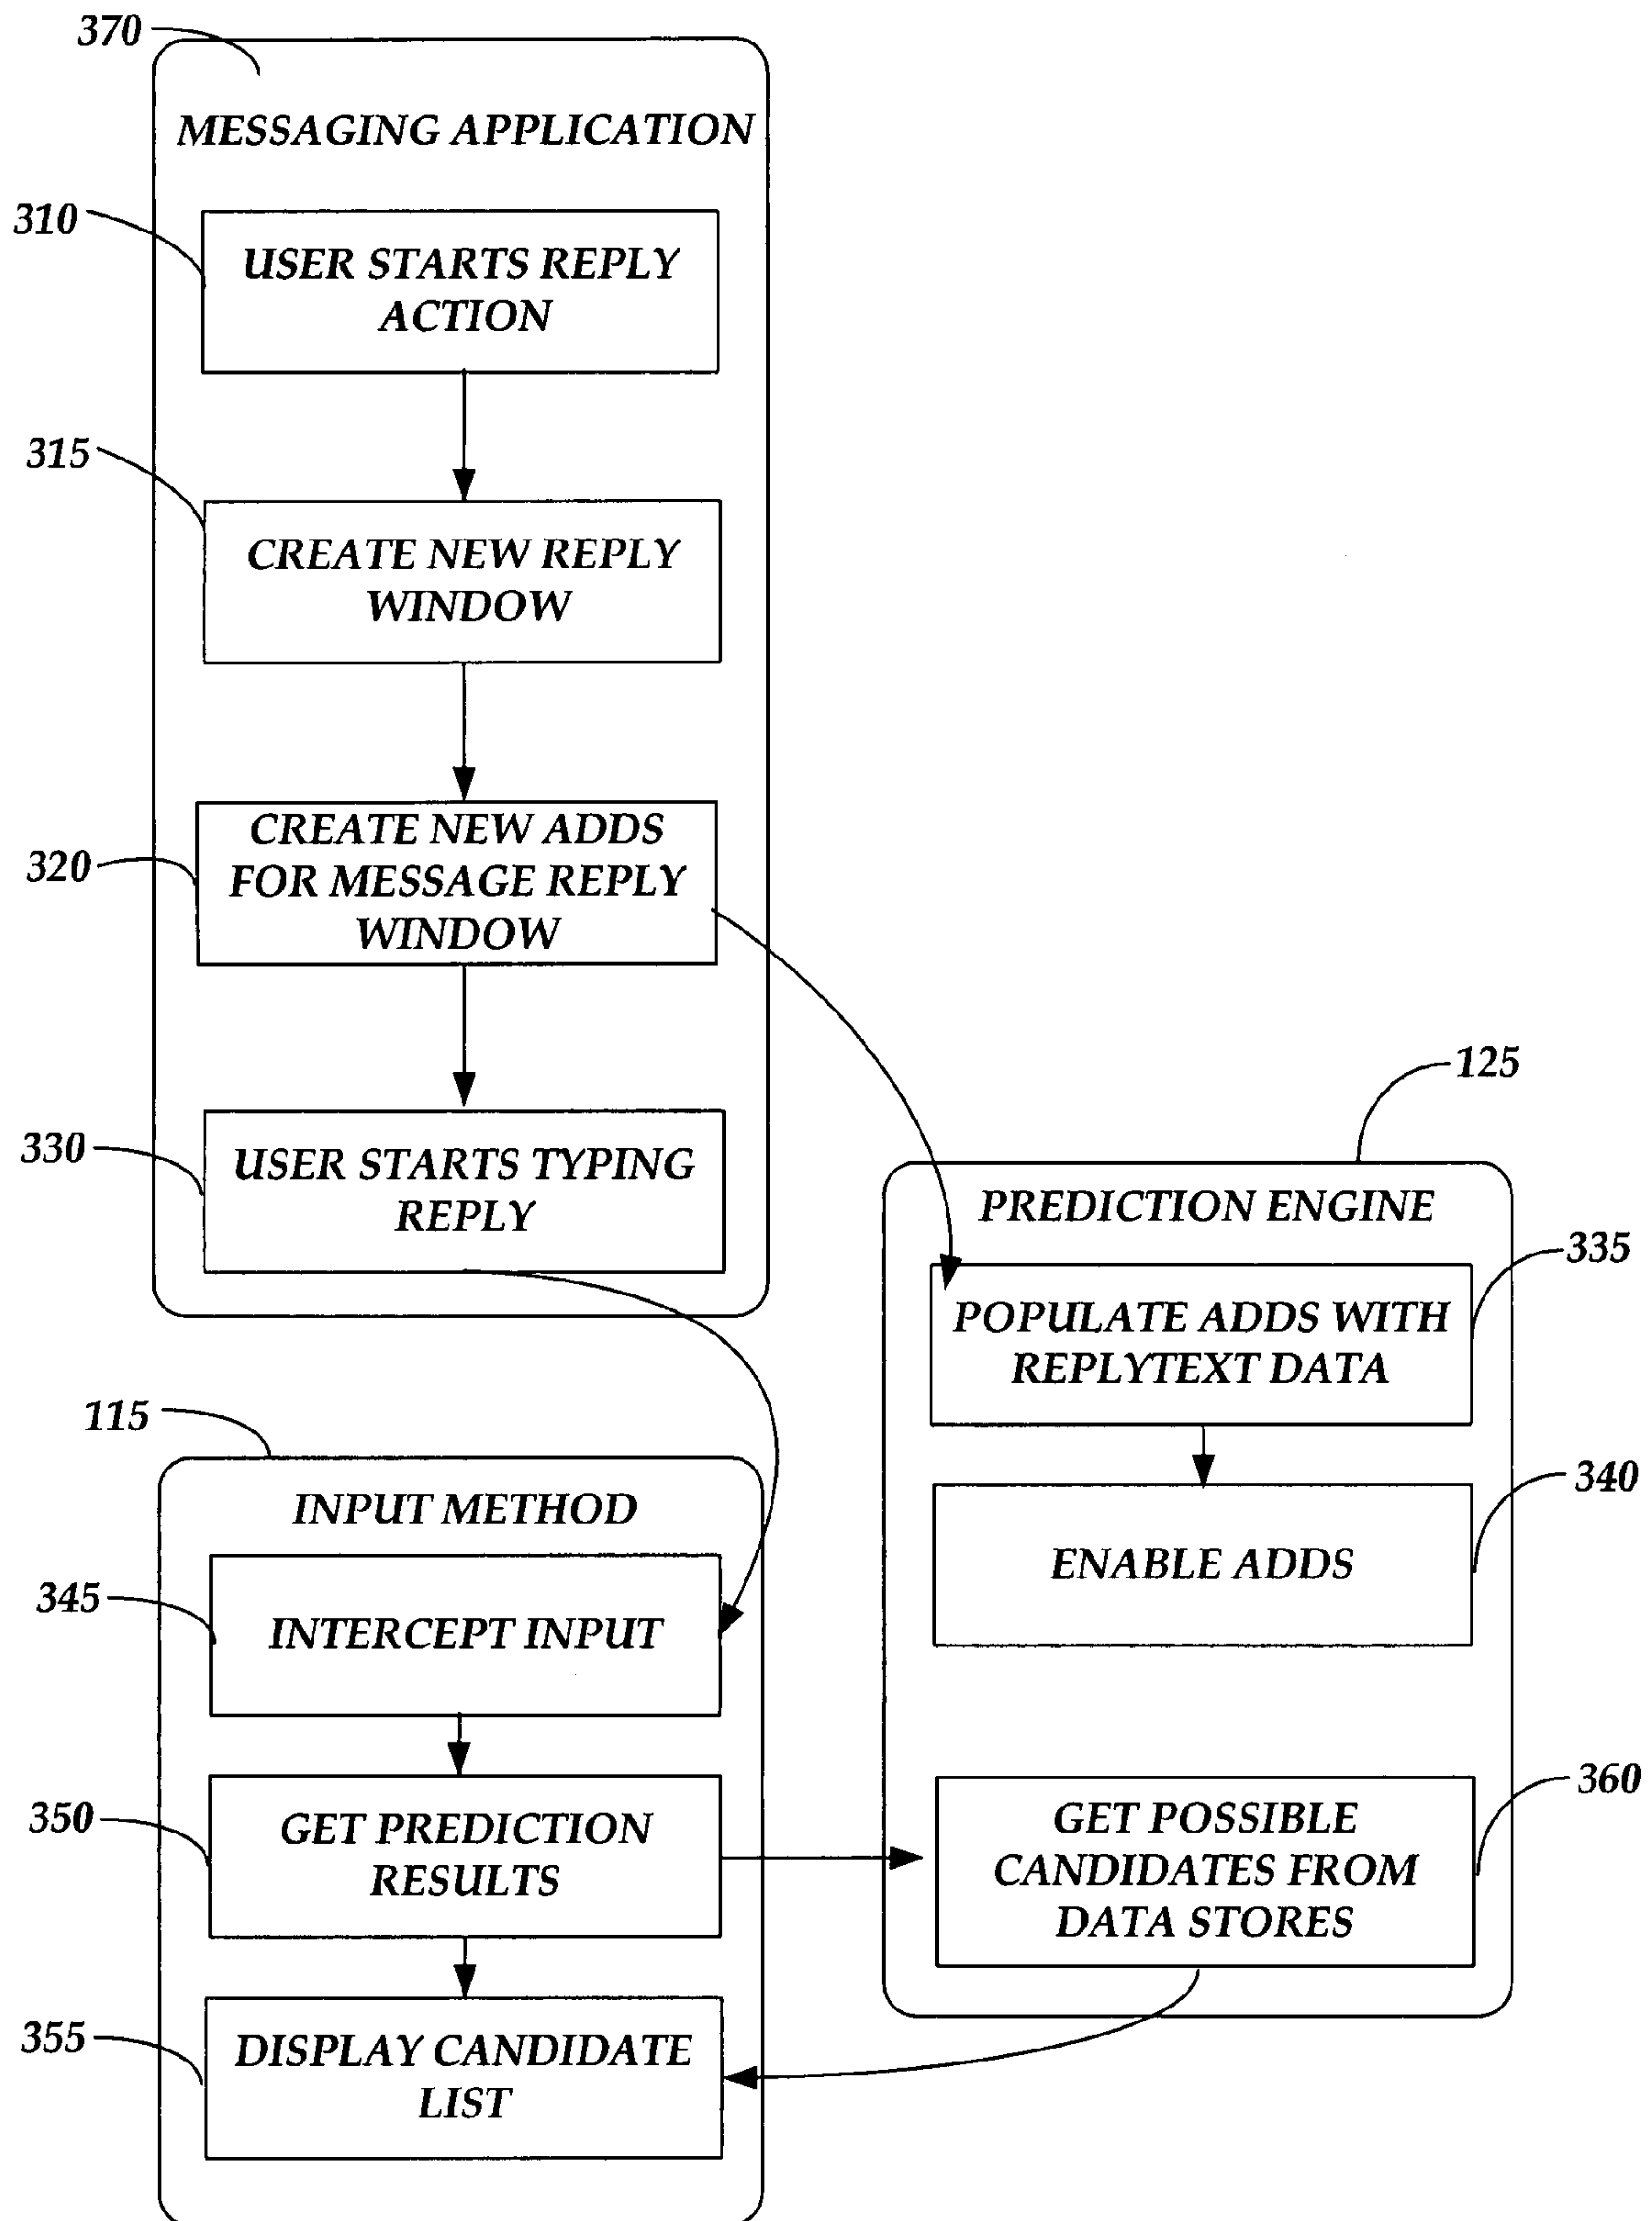 370
MESSAGING APPLICATION
310
USER STARTS REPLY
ACTION
315
CREATE NEW REPLY
WINDOW
320
CREATE NEW ADDS
FOR MESSAGE REPLY
WINDOW
330
USER STARTS TYPING
REPLY
125
PREDICTION ENGINE
335
POPULATE ADDS WITH
REPLYTEXT DATA
340
ENABLE ADDS
115
INPUT METHOD
345
INTERCEPT INPUT
350
GET PREDICTION
RESULTS
360
GET POSSIBLE
CANDIDATES FROM
DATA STORES
355
DISPLAY CANDIDATE
LIST